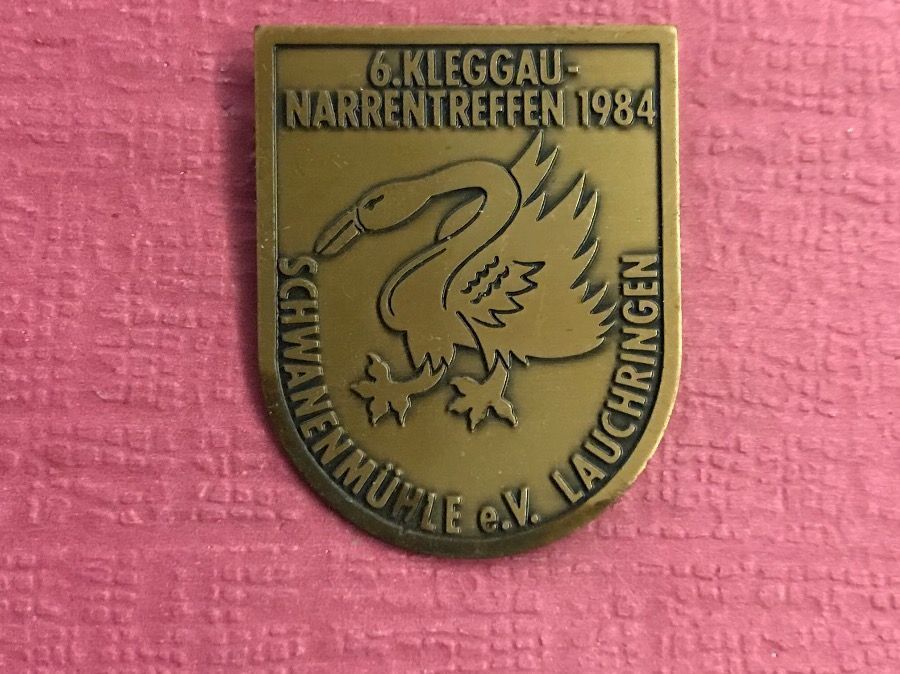 6.KLEGGAU-
NARRENTREFFEN 1984
SCHWANENMÜHLE e.V. LAUCHRINGEN